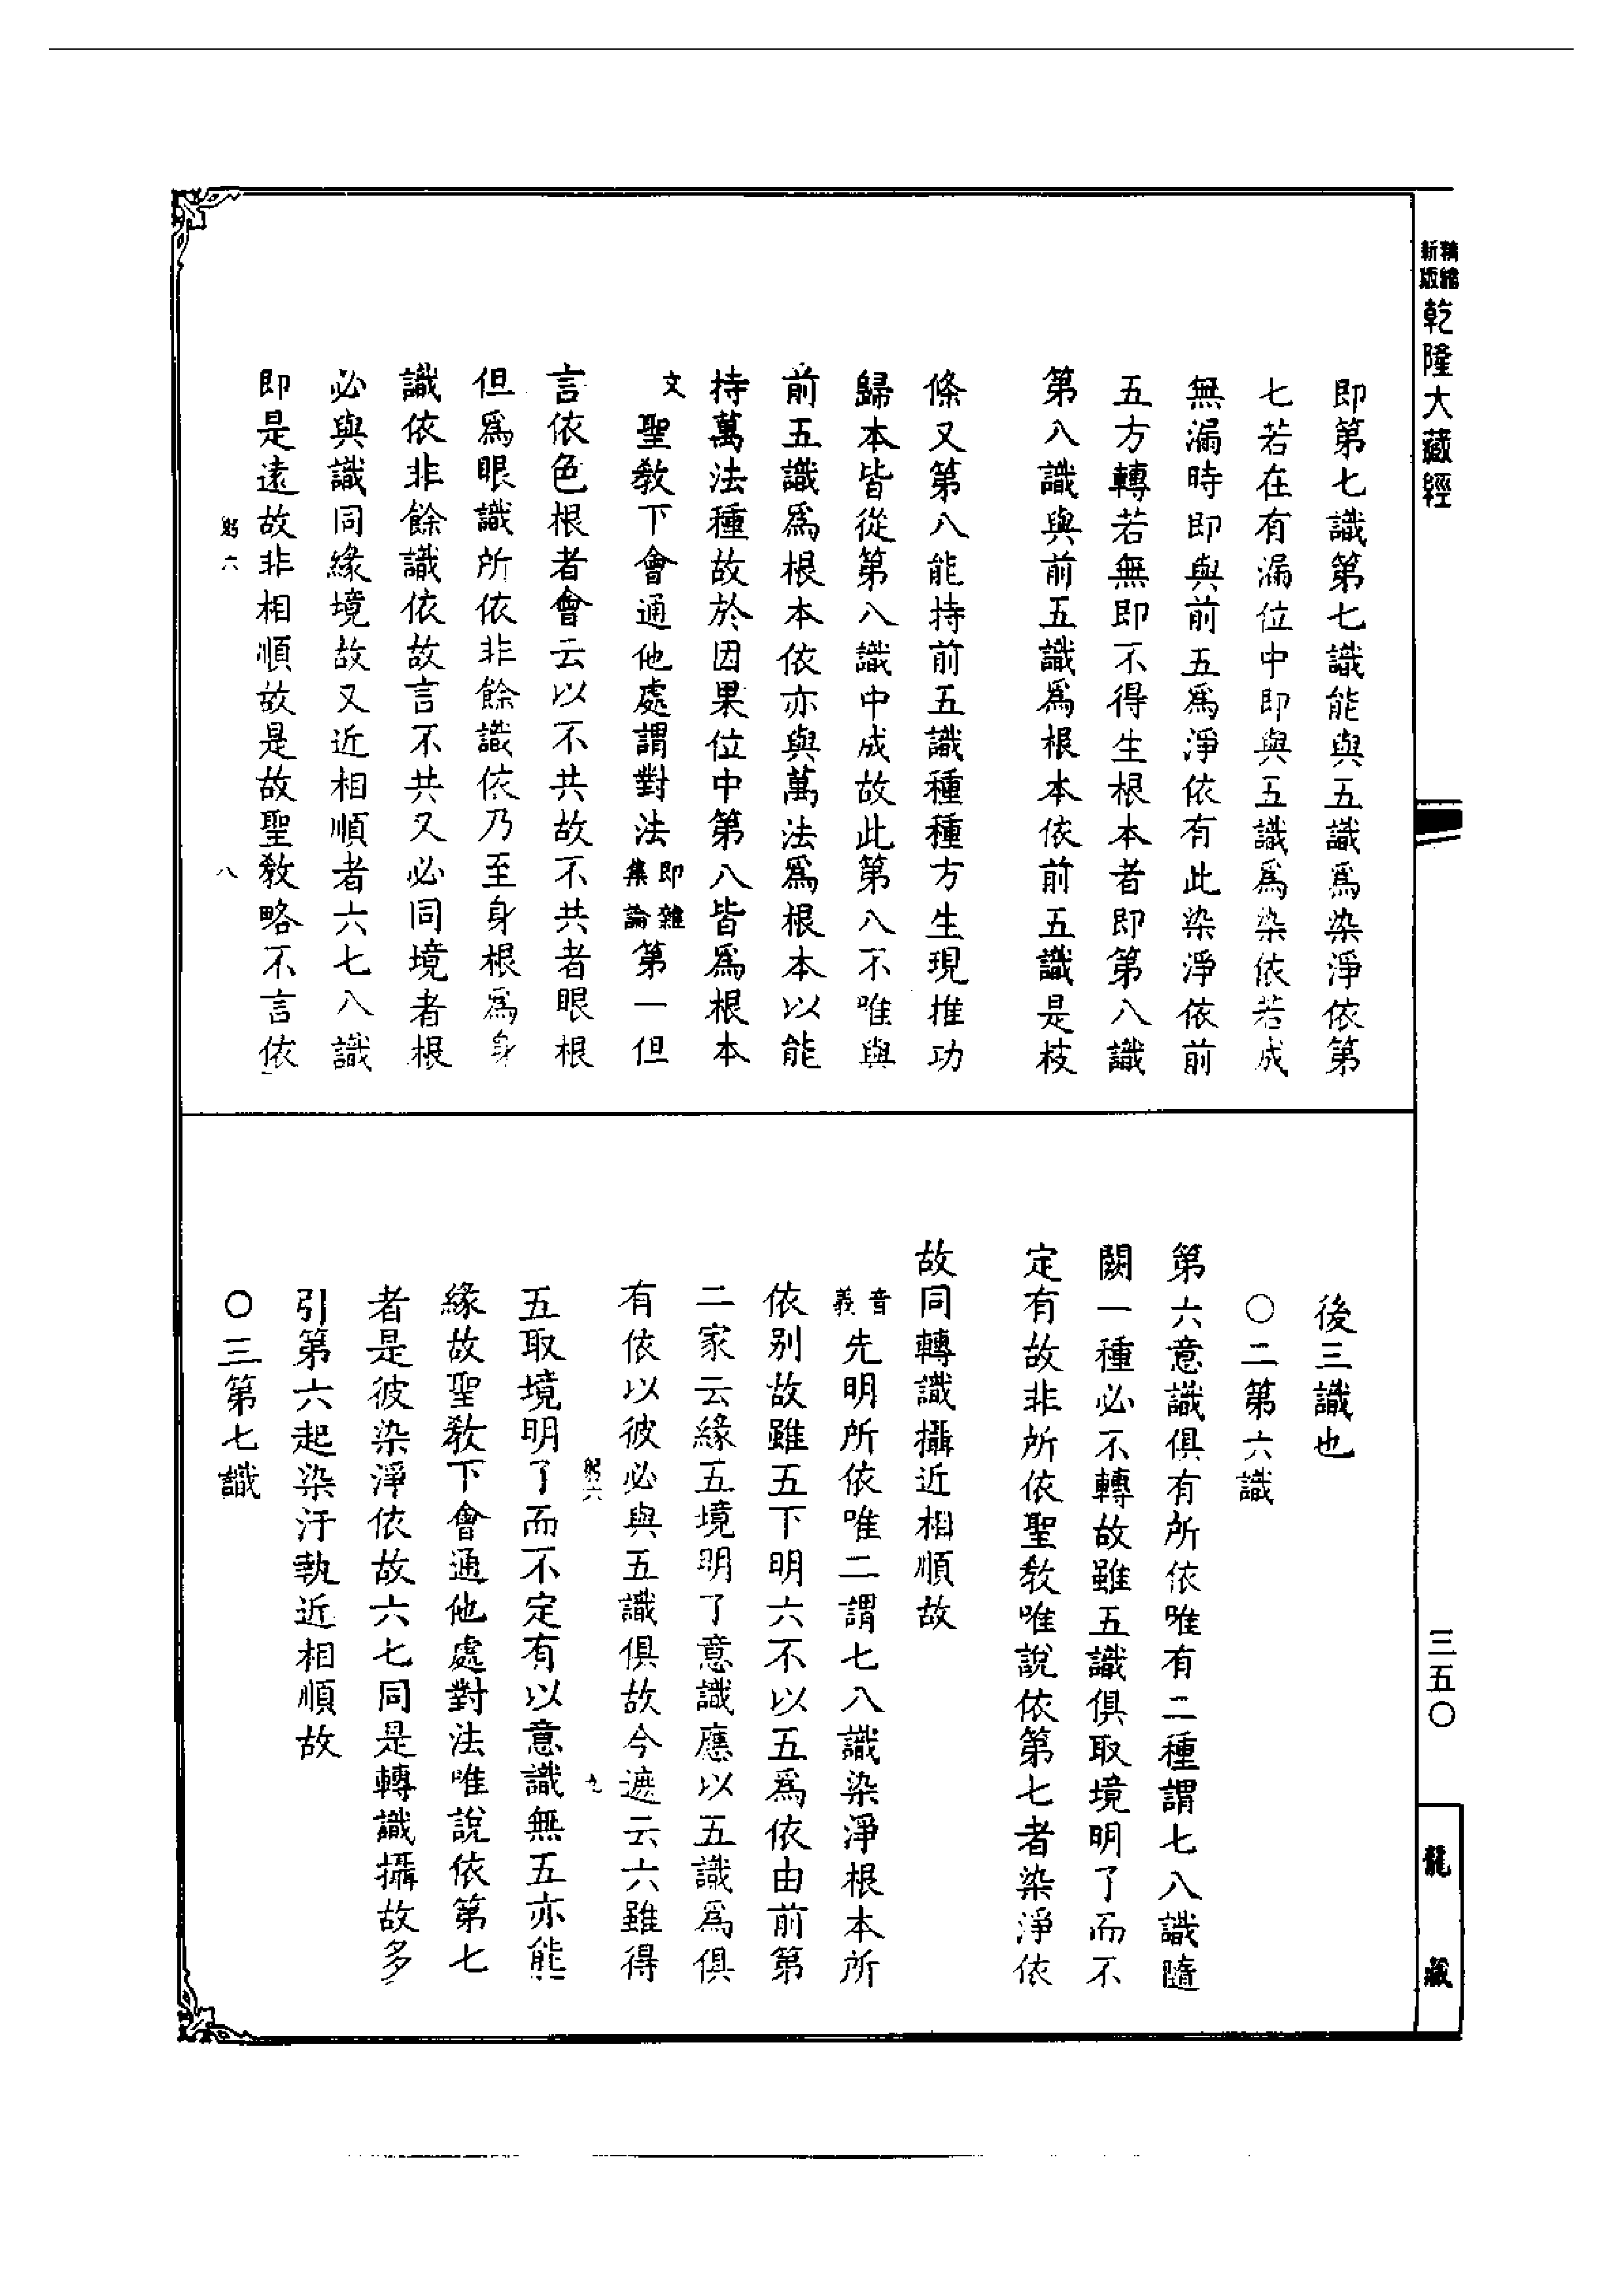 精縮
新版
乾隆大藏經
即第七識第七識能與五識爲染淨依第
七若在有漏位中即與五識爲染依若成
無漏時即與前五爲淨依有此染淨依前
五方轉若無即不得生根本者即第八識
第八識與前五識爲根本依前五識是枝
條又第八能持前五識種種方生現推功
歸本皆從第八識中成故此第八不唯與
前五識爲根本依亦與萬法爲根本以能
持萬法種故於因果位中第八皆爲根本
文聖教下會通他處謂對法即雜集論第一但
言依色根者會云以不共故不共者眼根
但爲眼識所依非餘識依乃至身根爲身
識依非餘識依故言不共又必同境者根
必與識同緣境故又近相順者六七八識
即是遠故非相順故是故聖教略不言依
躬六
八
後三識也
○二第六識
第六意識俱有所依唯有二種謂七八識隨
闕一種必不轉故雖五識俱取境明了而不
定有故非所依聖教唯說依第七者染淨依
故同轉識攝近相順故
音義先明所依唯二謂七八識染淨根本所
依別故雖五下明六不以五爲依由前第
二家云緣五境明了意識應以五識爲俱
有依以彼必與五識俱故今遮云六雖得
躬六
九
五取境明了而不定有以意識無五亦能
緣故聖教下會通他處對法唯說依第七
者是彼染淨依故六七同是轉識攝故多
引第六起染汙執近相順故
○三第七識
三五〇
龍藏